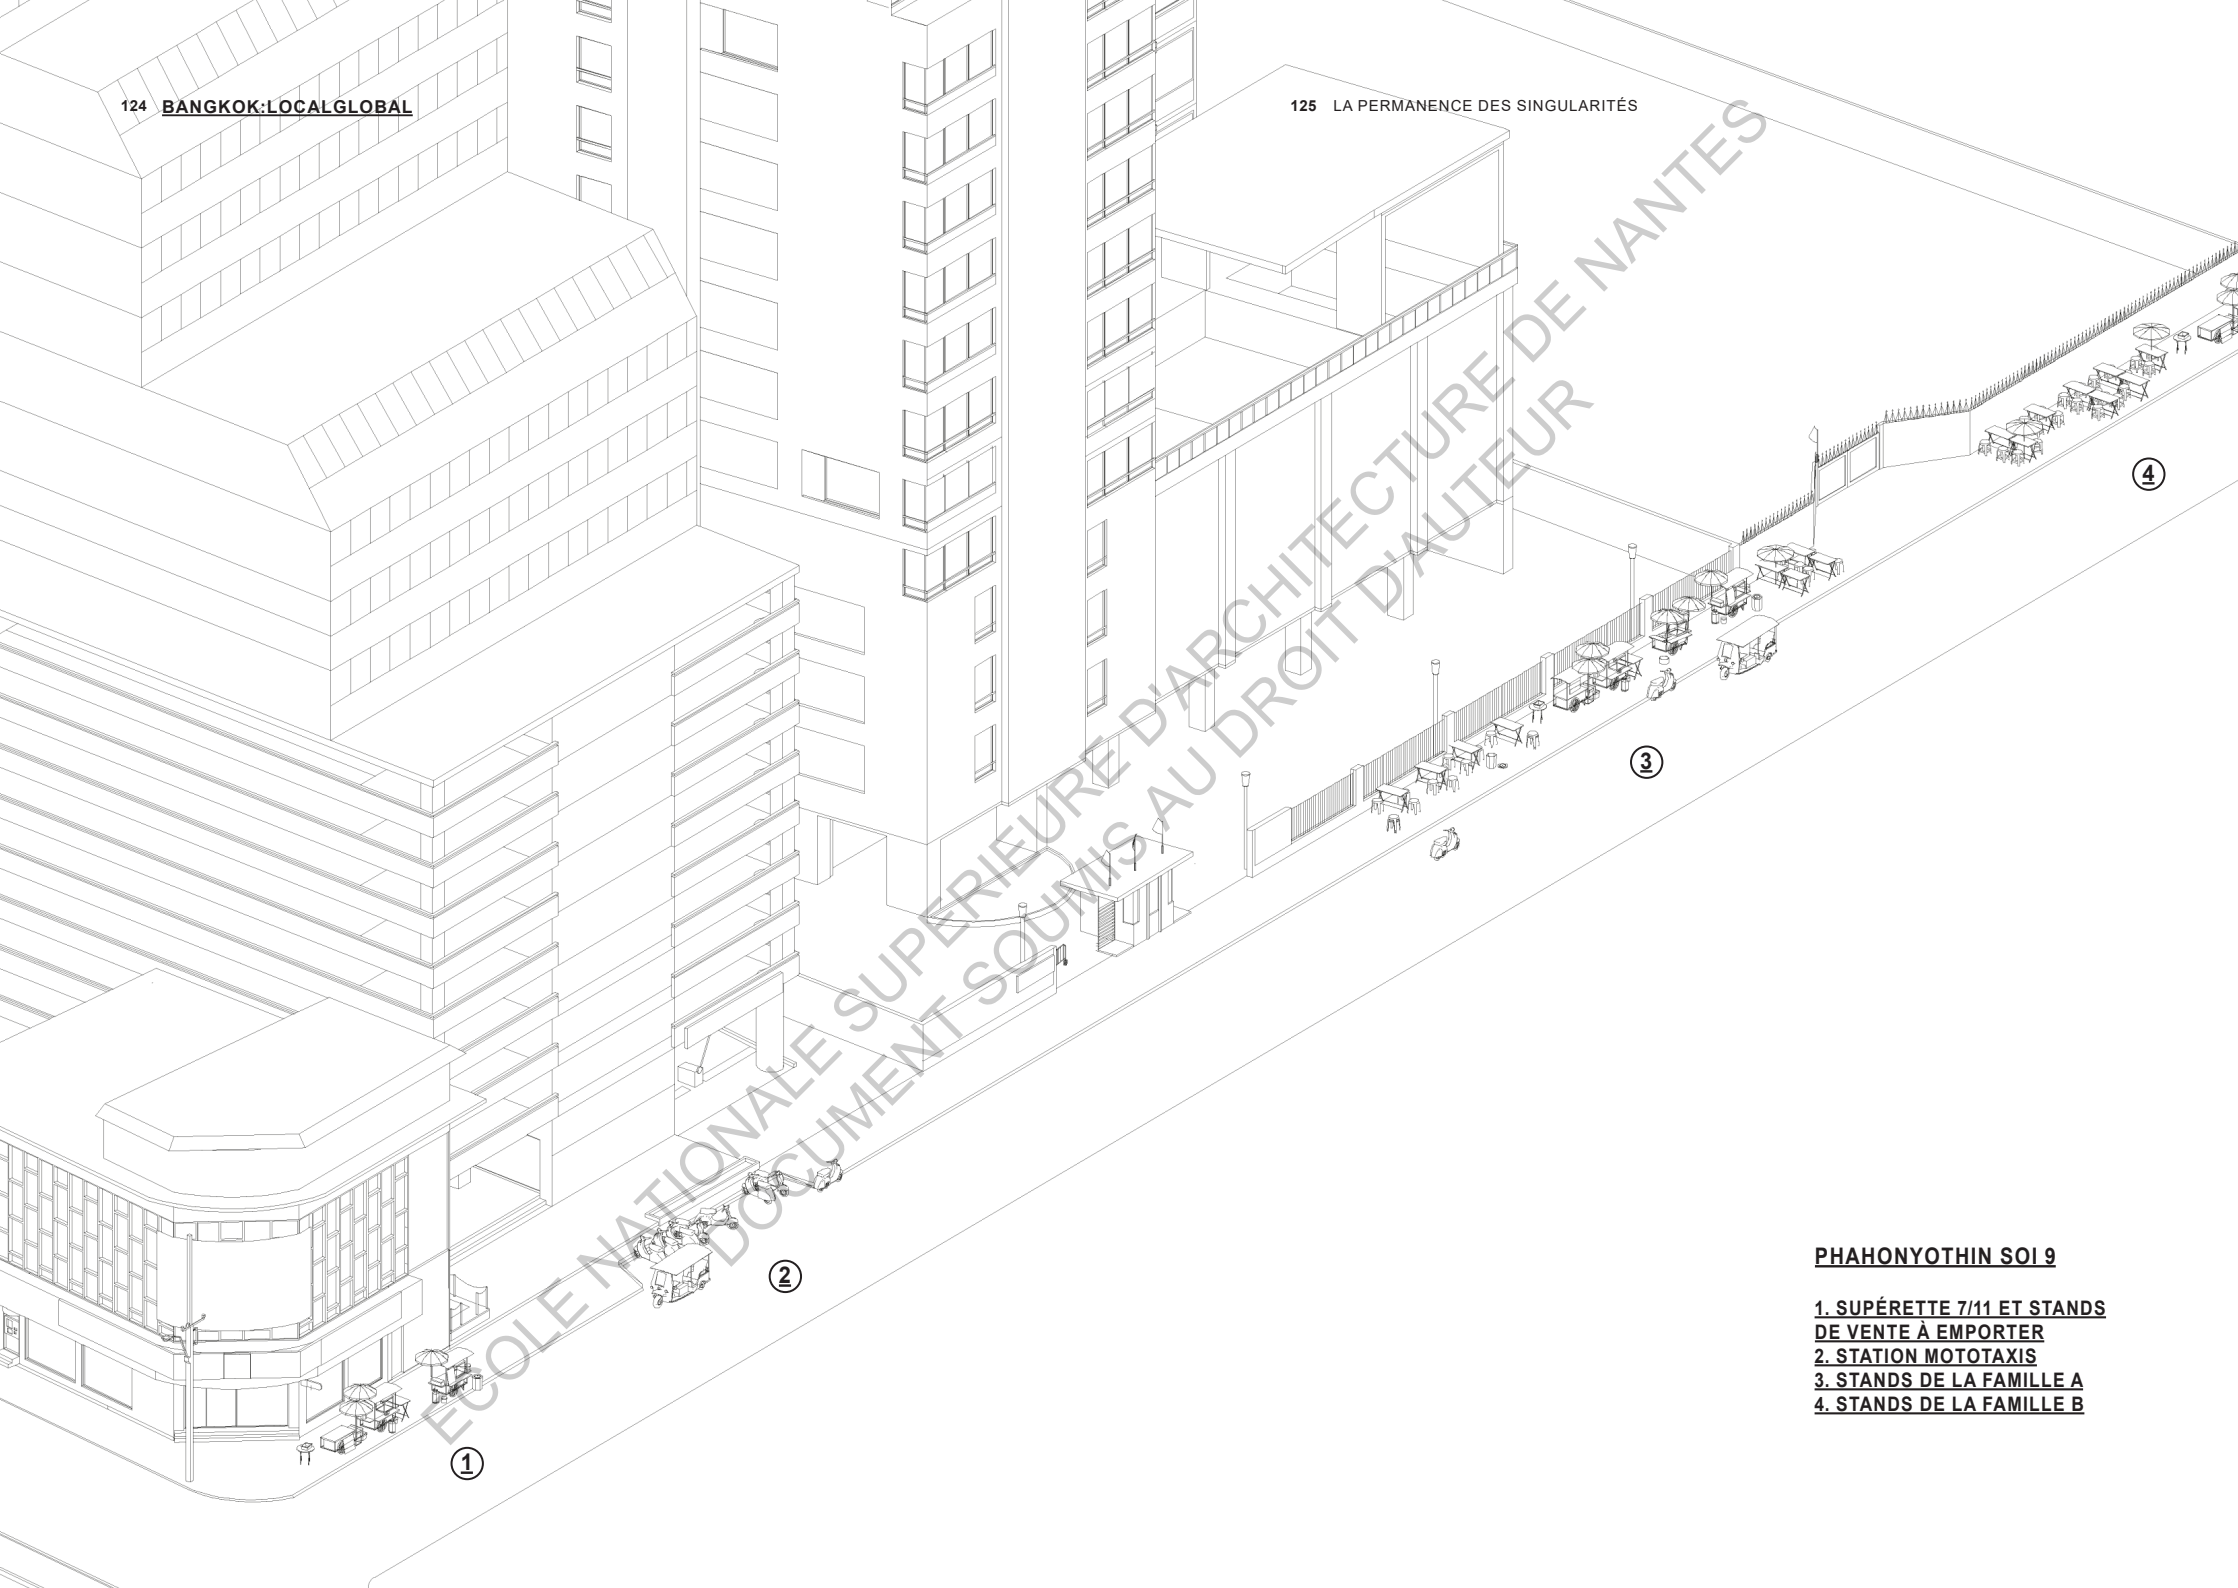 124 BANGKOK:LOCALGLOBAL
125 LA PERMANENCE DES SINGULARITÉS
ECOLE NATIONALE SUPERIEURE D'ARCHITECTURE DE NANTES
DOCUMENT SOUMIS AU DROIT D'AUTEUR
4
3
2
1
PHAHONYOTHIN SOI 9
1. SUPÉRETTE 7/11 ET STANDS
DE VENTE À EMPORTER
2. STATION MOTOTAXIS
3. STANDS DE LA FAMILLE A
4. STANDS DE LA FAMILLE B